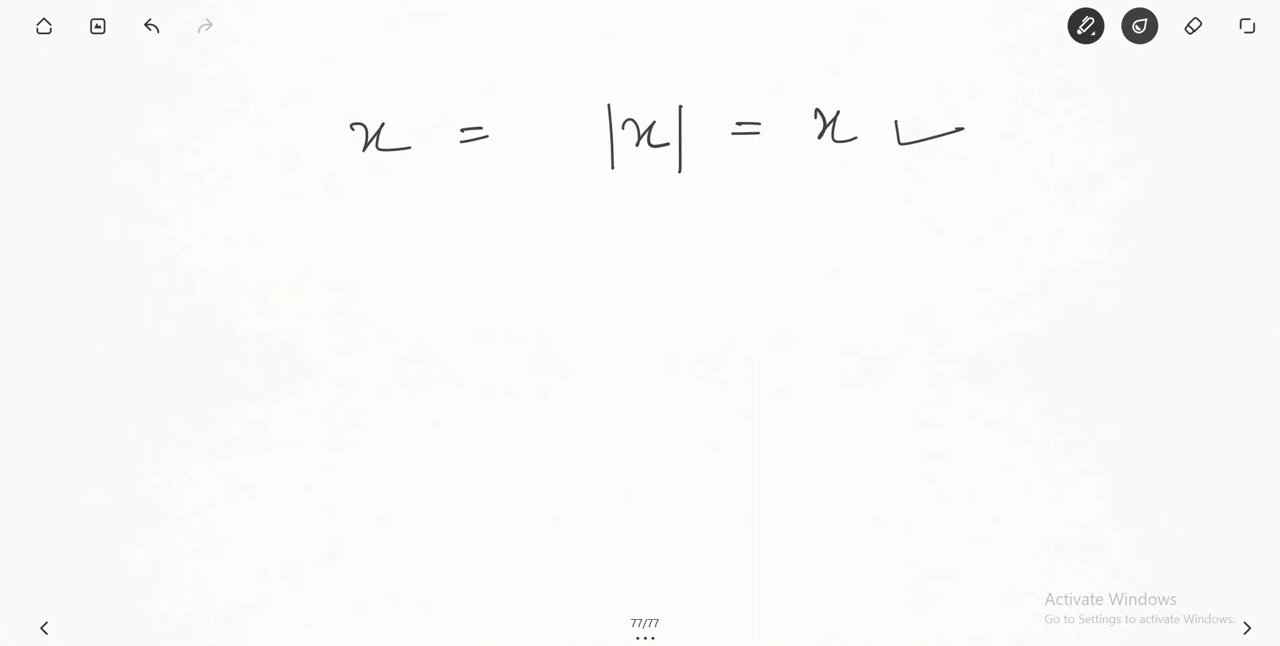 x = |x| = x ✓
77/77
Activate Windows
Go to Settings to activate Windows.